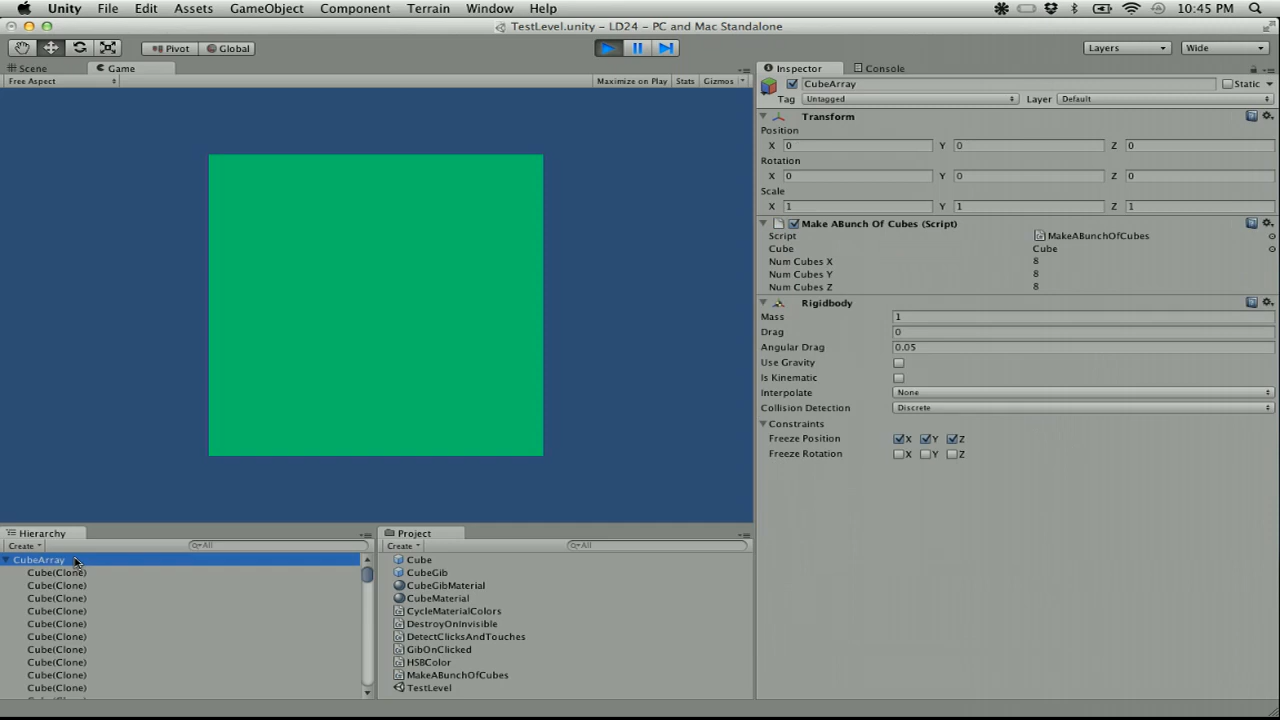 Unity File Edit Assets GameObject Component Terrain Window Help 10:45 PM
TestLevel.unity - LD24 - PC and Mac Standalone
Pivot Global Layers Wide
Scene Game Inspector Console
Free Aspect Maximize on Play Stats Gizmos CubeArray Static
Tag Untagged Layer Default
Transform
Position
X 0 Y 0 Z 0
Rotation
X 0 Y 0 Z 0
Scale
X 1 Y 1 Z 1
Make ABunch Of Cubes (Script)
Script MakeABunchOfCubes
Cube Cube
Num Cubes X 8
Num Cubes Y 8
Num Cubes Z 8
Rigidbody
Mass 1
Drag 0
Angular Drag 0.05
Use Gravity
Is Kinematic
Interpolate None
Collision Detection Discrete
Constraints
Freeze Position X Y Z
Freeze Rotation X Y Z
Hierarchy
Create All
CubeArray
Cube(Clone)
Cube(Clone)
Cube(Clone)
Cube(Clone)
Cube(Clone)
Cube(Clone)
Cube(Clone)
Cube(Clone)
Cube(Clone)
Cube(Clone)
Project
Create All
Cube
CubeGib
CubeGibMaterial
CubeMaterial
CycleMaterialColors
DestroyOnInvisible
DetectClicksAndTouches
GibOnClicked
HSBColor
MakeABunchOfCubes
TestLevel